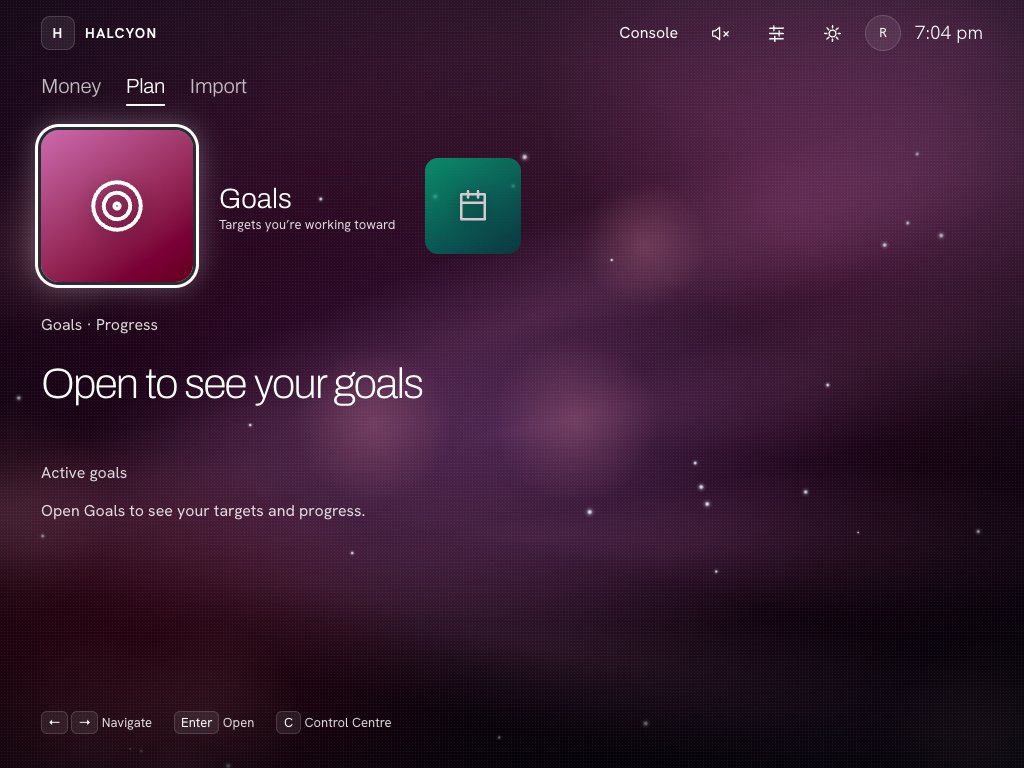 H HALCYON
Console
R
7:04 pm
Money Plan Import
Goals
Targets you’re working toward
Goals · Progress
Open to see your goals
Active goals
Open Goals to see your targets and progress.
← → Navigate Enter Open C Control Centre